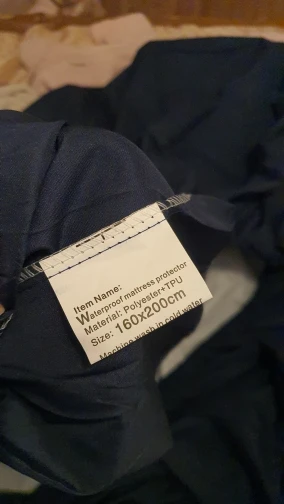 Item Name:
Waterproof mattress protector
Material: Polyester+TPU
Size: 160x200cm
Machine wash in cold water